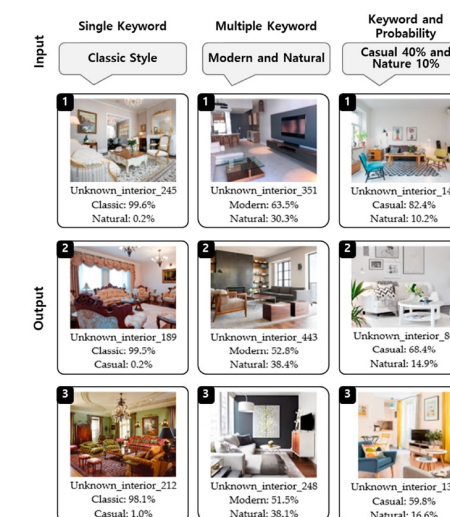 Single Keyword
Multiple Keyword
Keyword and
Probability
Input
Classic Style
Modern and Natural
Casual 40% and
Nature 10%
Output
1
Unknown_interior_245
Classic: 99.6%
Natural: 0.2%
1
Unknown_interior_351
Modern: 63.5%
Natural: 30.3%
1
Unknown_interior_14
Casual: 82.4%
Natural: 10.2%
2
Unknown_interior_189
Classic: 99.5%
Casual: 0.2%
2
Unknown_interior_443
Modern: 52.8%
Natural: 38.4%
2
Unknown_interior_8
Casual: 68.4%
Natural: 14.9%
3
Unknown_interior_212
Classic: 98.1%
Casual: 1.0%
3
Unknown_interior_248
Modern: 51.5%
Natural: 38.1%
3
Unknown_interior_13
Casual: 59.8%
Natural: 16.6%